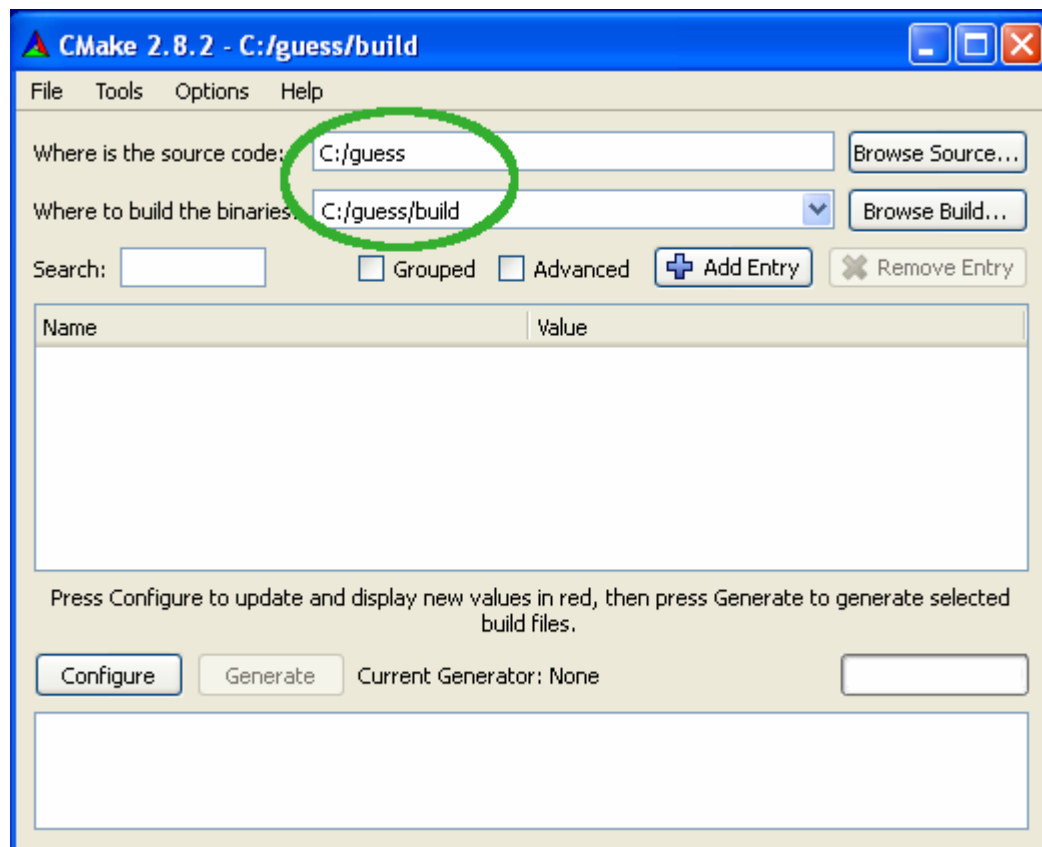 CMake 2.8.2 - C:/guess/build
File Tools Options Help
Where is the source code: C:/guess Browse Source...
Where to build the binaries: C:/guess/build Browse Build...
Search: Grouped Advanced Add Entry Remove Entry
Name Value
Press Configure to update and display new values in red, then press Generate to generate selected
build files.
Configure Generate Current Generator: None